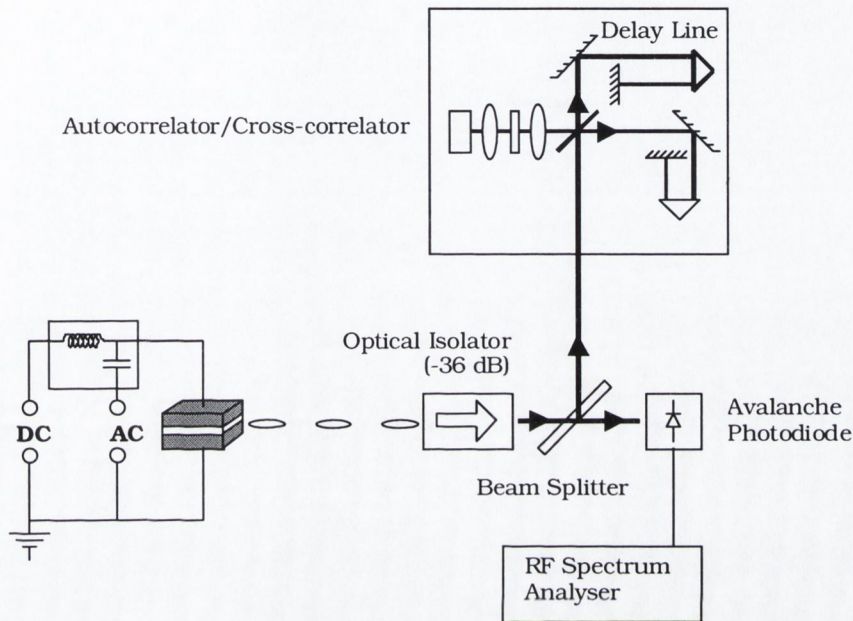 Delay Line
Autocorrelator/Cross-correlator
Optical Isolator
(-36 dB)
DC
AC
Avalanche
Photodiode
Beam Splitter
RF Spectrum
Analyser